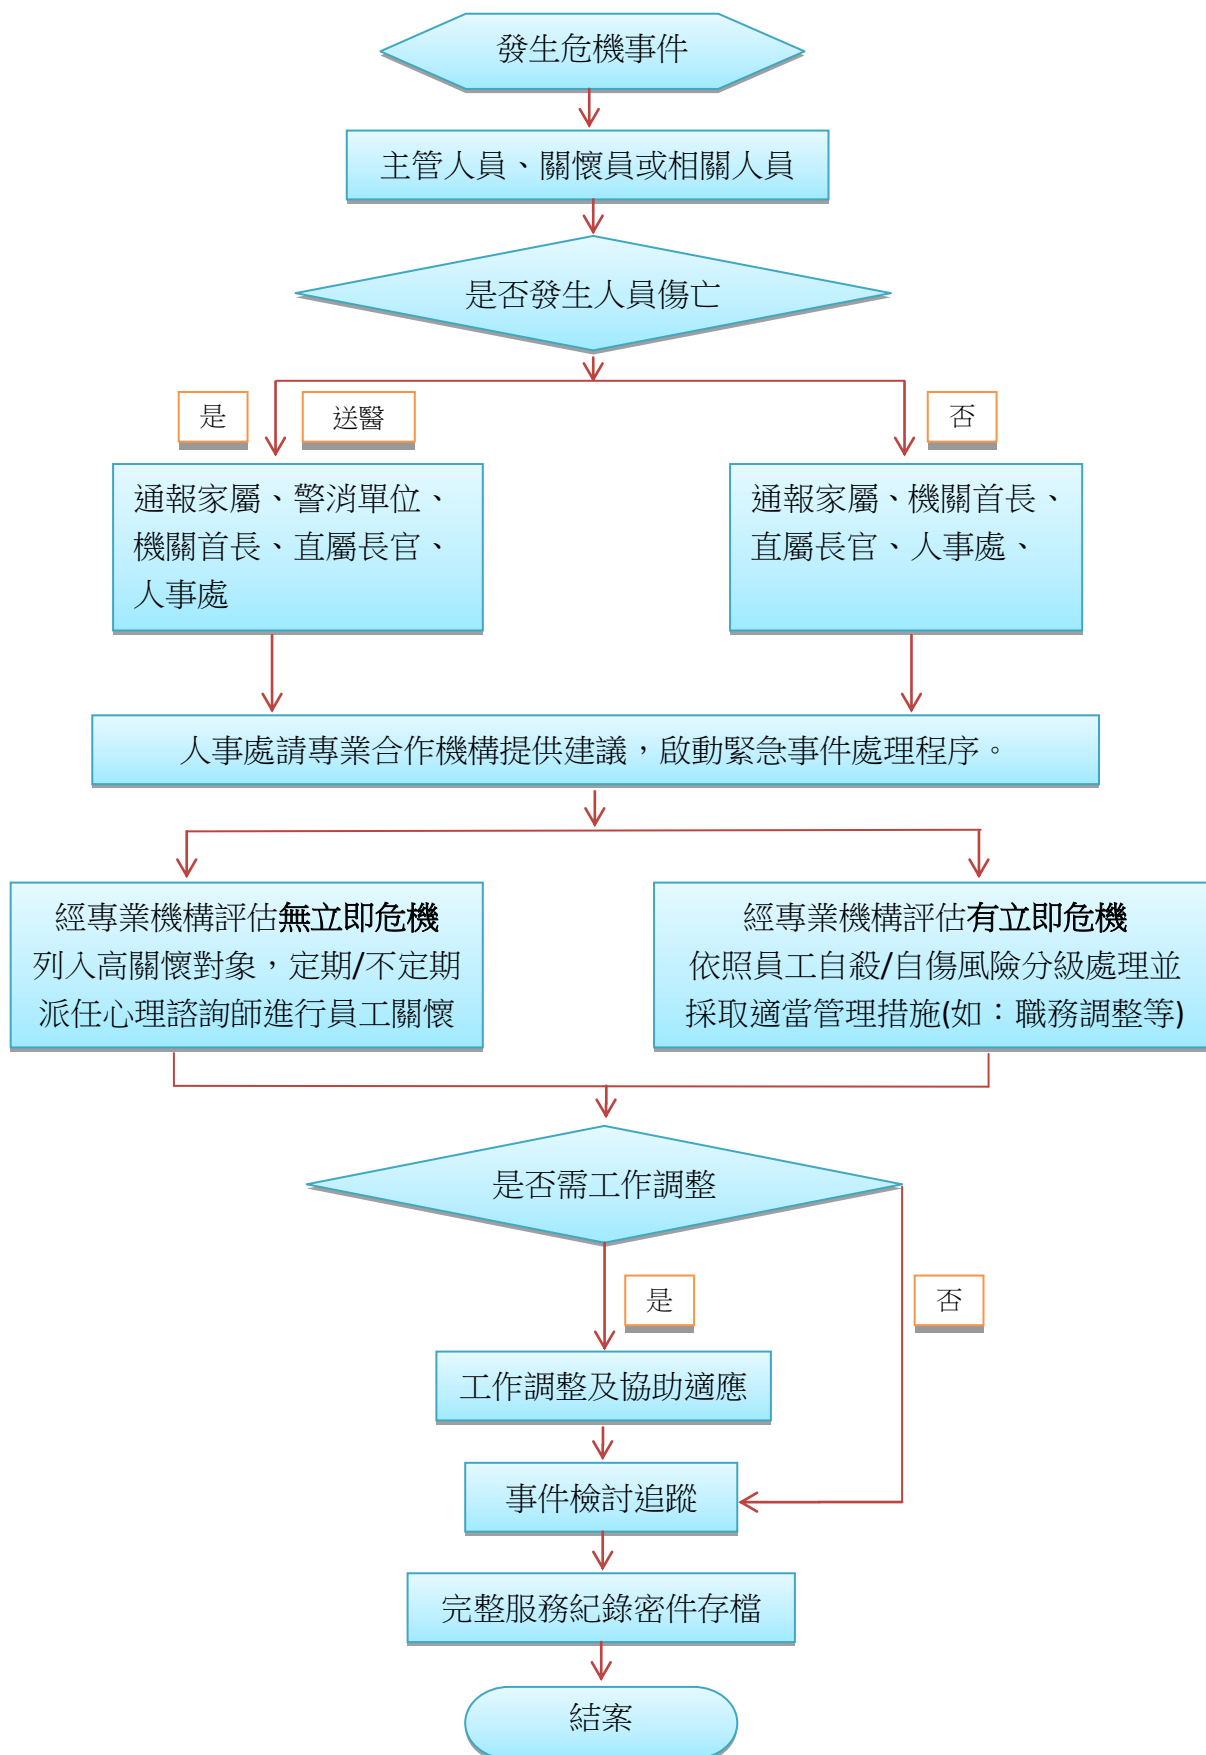 發生危機事件
主管人員、關懷員或相關人員
是否發生人員傷亡
是
送醫
否
通報家屬、警消單位、
機關首長、直屬長官、
人事處
通報家屬、機關首長、
直屬長官、人事處、
人事處請專業合作機構提供建議，啟動緊急事件處理程序。
經專業機構評估無立即危機
列入高關懷對象，定期/不定期
派任心理諮詢師進行員工關懷
經專業機構評估有立即危機
依照員工自殺/自傷風險分級處理並
採取適當管理措施(如：職務調整等)
是否需工作調整
是
否
工作調整及協助適應
事件檢討追蹤
完整服務紀錄密件存檔
結案